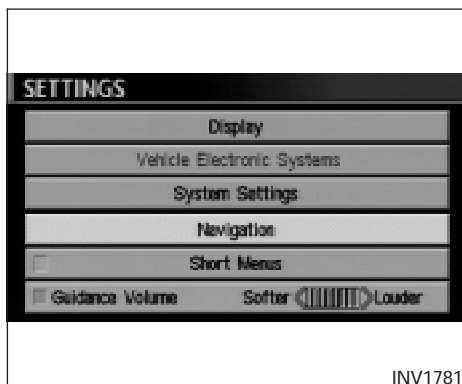 SETTINGS
Display
Vehicle Electronic Systems
System Settings
Navigation
Short Menus
Guidance Volume Softer Louder
INV1781